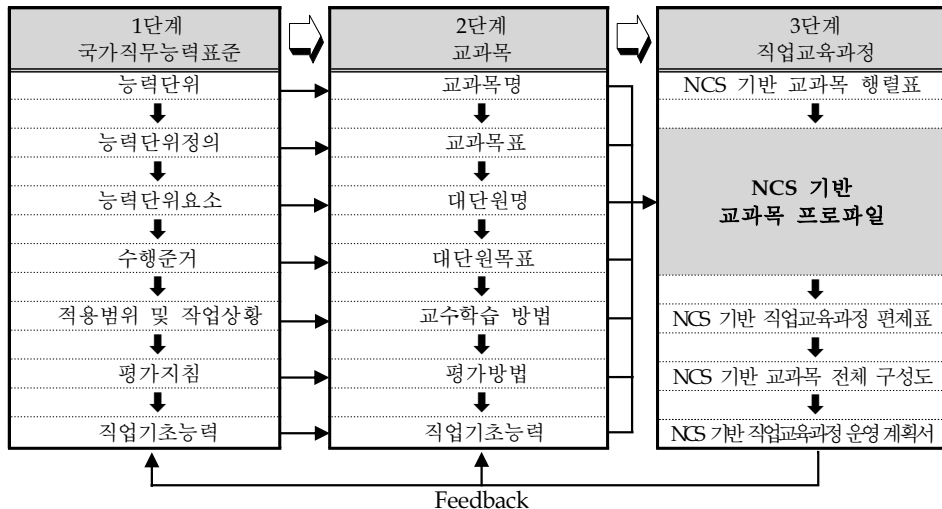 1단계
국가직무능력표준
능력단위
능력단위정의
능력단위요소
수행준거
적용범위 및 작업상황
평가지침
직업기초능력
2단계
교과목
교과목명
교과목표
대단원명
대단원목표
교수학습 방법
평가방법
직업기초능력
3단계
직업교육과정
NCS 기반 교과목 행렬표
NCS 기반
교과목 프로파일
NCS 기반 직업교육과정 편제표
NCS 기반 교과목 전체 구성도
NCS 기반 직업교육과정 운영 계획서
Feedback